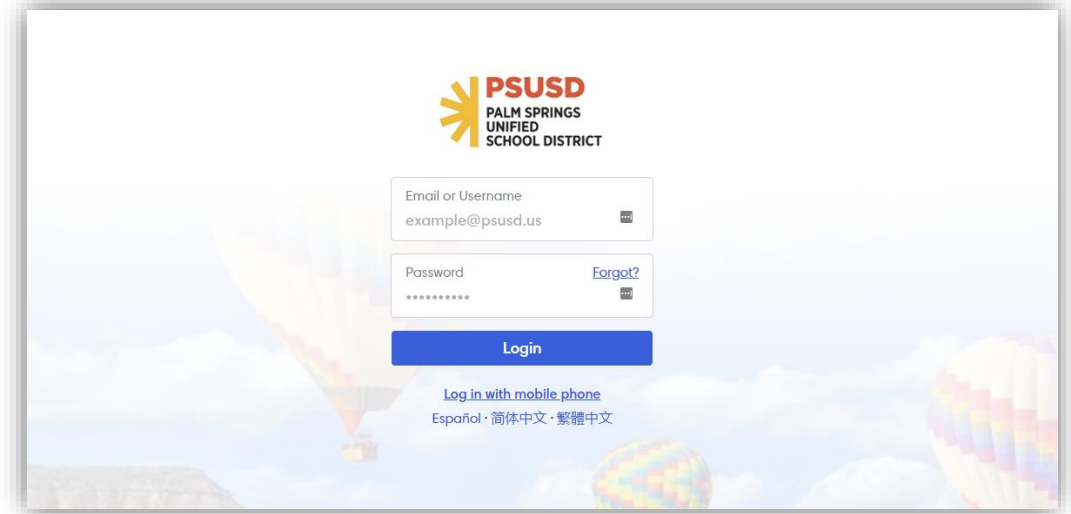 PSUSD
PALM SPRINGS
UNIFIED
SCHOOL DISTRICT
Email or Username
example@psusd.us
Password Forgot?
••••••••••
Login
Log in with mobile phone
Español · 简体中文 · 繁體中文